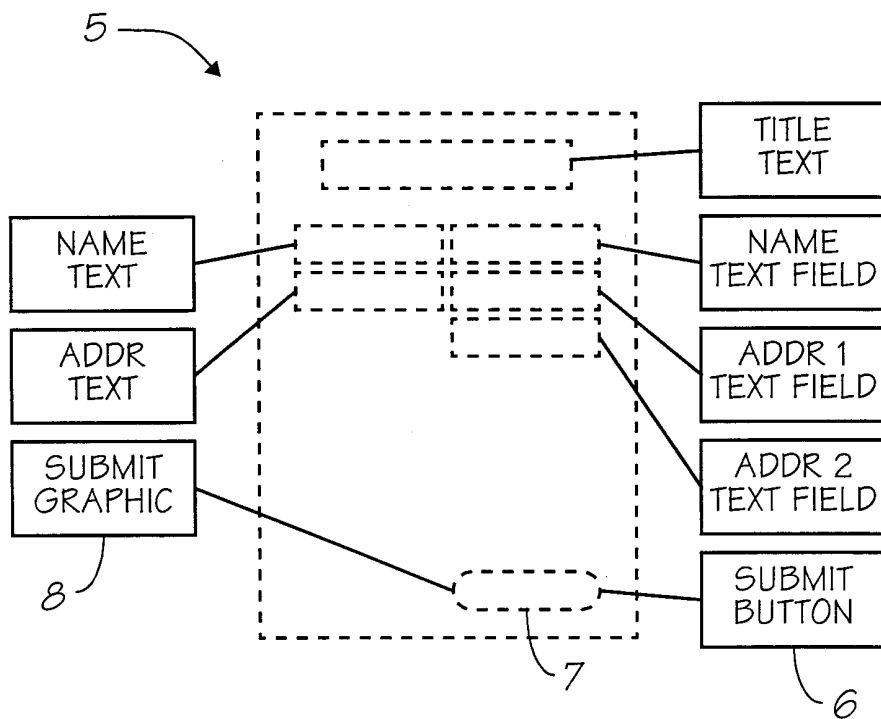 5
TITLE
TEXT
NAME
TEXT
NAME
TEXT FIELD
ADDR
TEXT
ADDR 1
TEXT FIELD
SUBMIT
GRAPHIC
ADDR 2
TEXT FIELD
8
SUBMIT
BUTTON
7
6